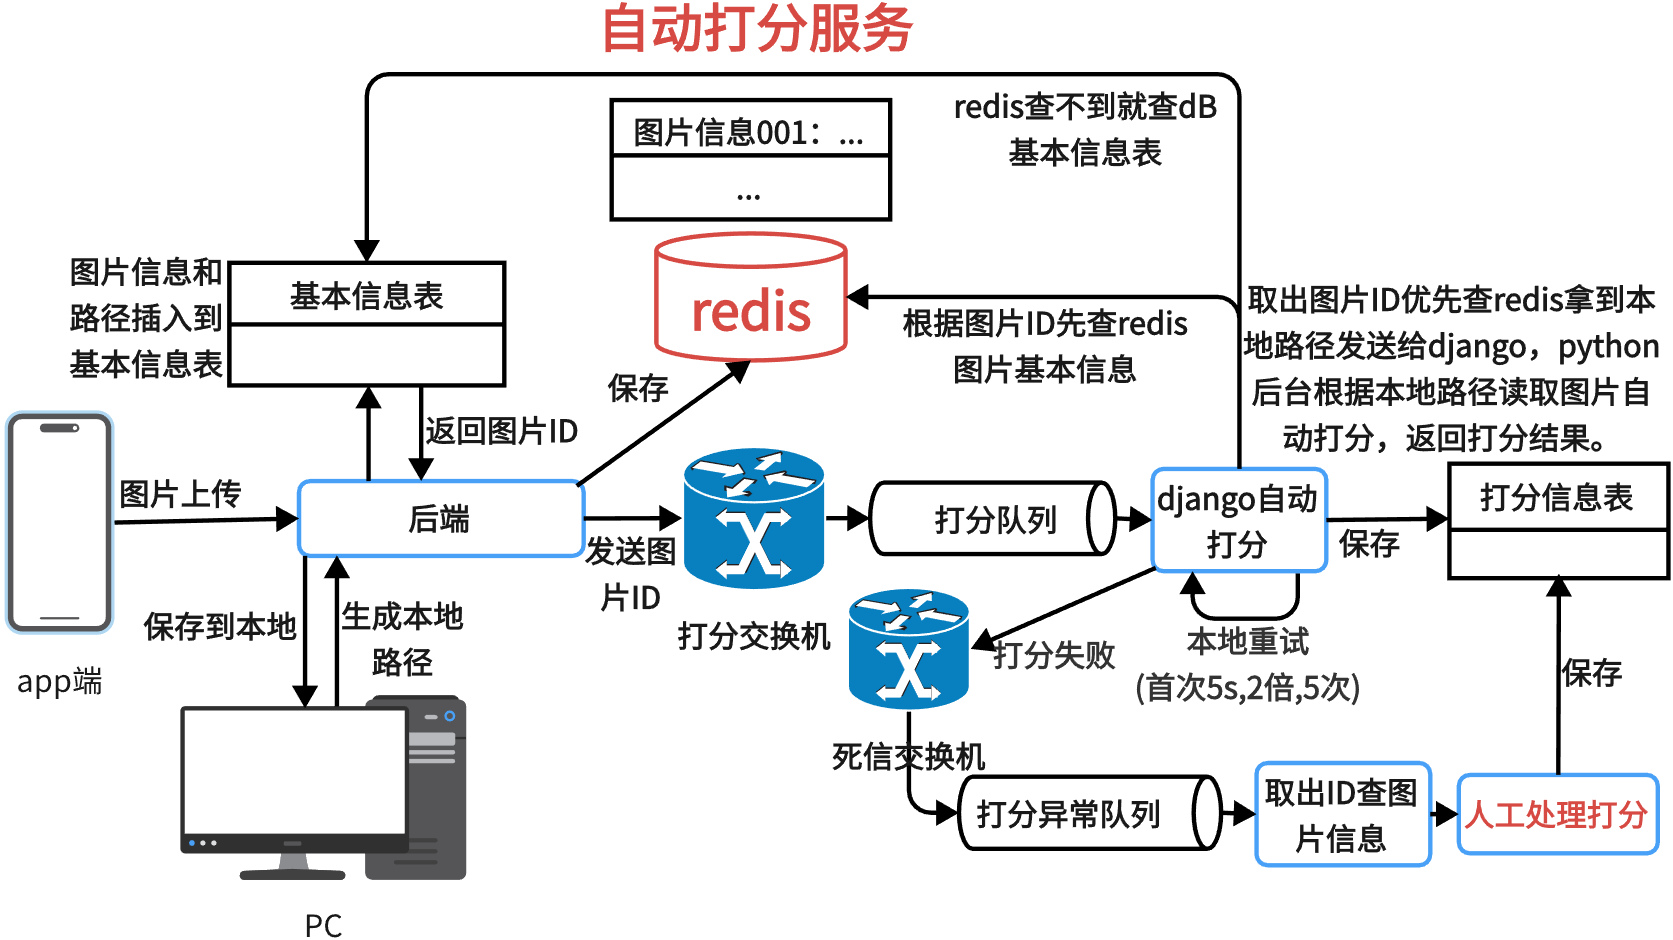 自动打分服务
redis查不到就查dB
基本信息表
图片信息001：...
...
图片信息和
路径插入到
基本信息表
基本信息表
redis
根据图片ID先查redis
图片基本信息
取出图片ID优先查redis拿到本
地路径发送给django，python
后台根据本地路径读取图片自
动打分，返回打分结果。
保存
返回图片ID
图片上传
后端
发送图
片ID
打分交换机
打分队列
django自动
打分
保存
打分信息表
保存到本地
生成本地
路径
打分失败
本地重试
(首次5s,2倍,5次)
保存
app端
死信交换机
打分异常队列
取出ID查图
片信息
人工处理打分
PC